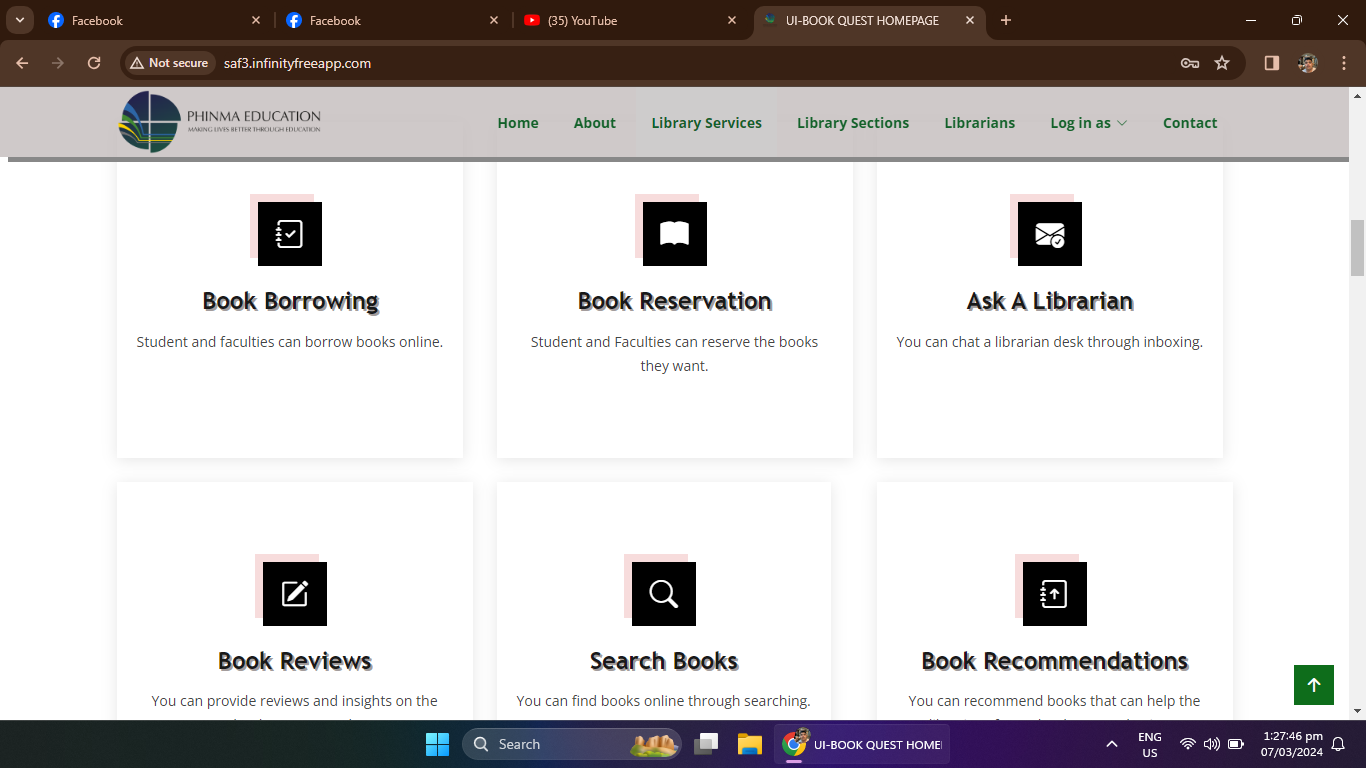 Facebook
Facebook
(35) YouTube
UI-BOOK QUEST HOMEPAGE
Not secure
saf3.infinityfreeapp.com
PHINMA EDUCATION
MAKING LIVES BETTER THROUGH EDUCATION
Home
About
Library Services
Library Sections
Librarians
Log in as
Contact
Book Borrowing
Student and faculties can borrow books online.
Book Reservation
Student and Faculties can reserve the books
they want.
Ask A Librarian
You can chat a librarian desk through inboxing.
Book Reviews
You can provide reviews and insights on the
Search Books
You can find books online through searching.
Book Recommendations
You can recommend books that can help the
Search
UI-BOOK QUEST HOME
ENG
US
1:27:46 pm
07/03/2024